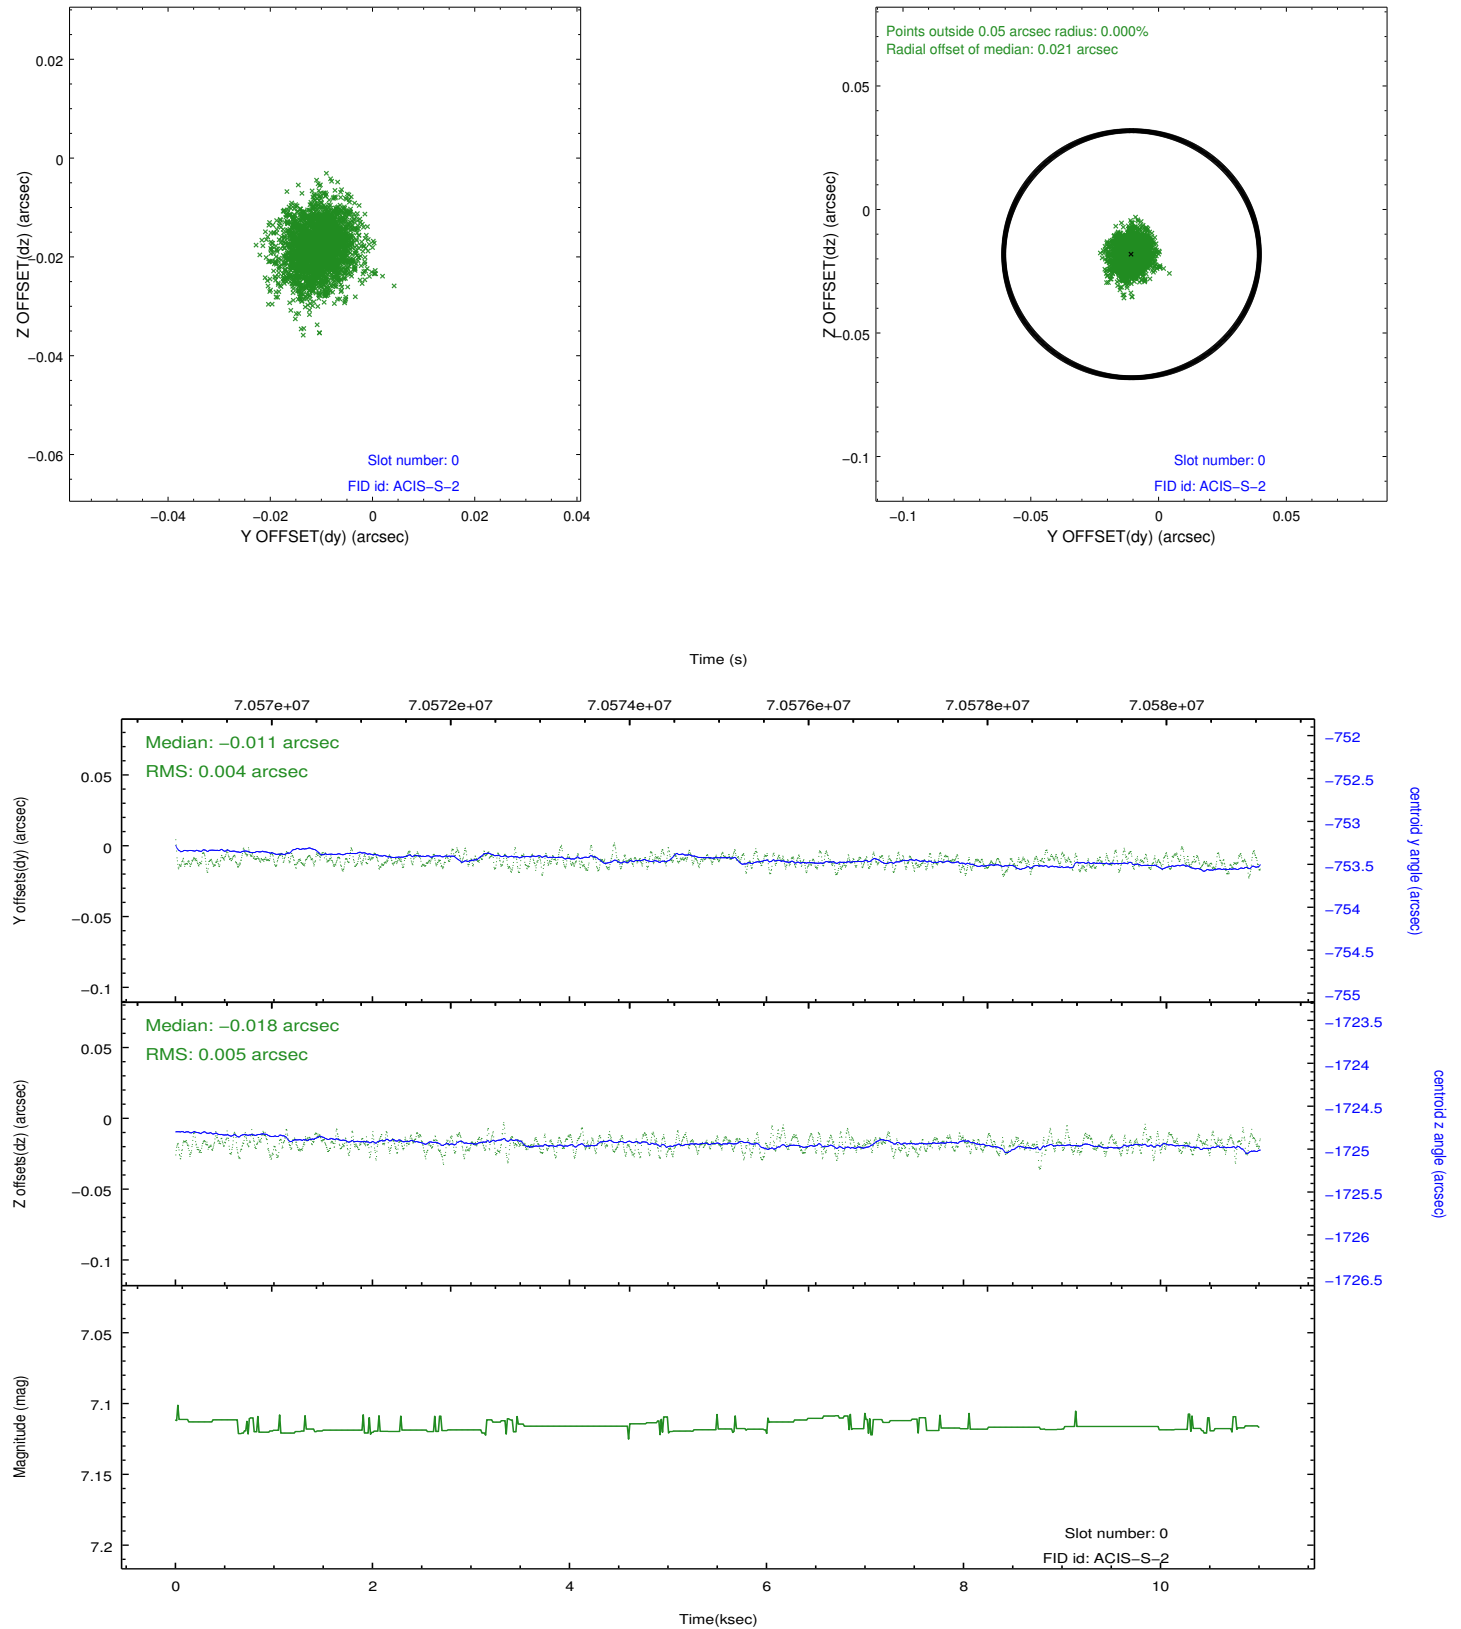 0.02
0
−0.02
−0.04
−0.06
Z OFFSET(dz) (arcsec)
Slot number: 0
FID id: ACIS−S−2
−0.04
−0.02
0
0.02
0.04
Y OFFSET(dy) (arcsec)
Points outside 0.05 arcsec radius: 0.000%
Radial offset of median: 0.021 arcsec
0.05
0
−0.05
−0.1
Z OFFSET(dz) (arcsec)
Slot number: 0
FID id: ACIS−S−2
−0.1
−0.05
0
0.05
Y OFFSET(dy) (arcsec)
Time (s)
7.057e+07
7.0572e+07
7.0574e+07
7.0576e+07
7.0578e+07
7.058e+07
Median: −0.011 arcsec
RMS: 0.004 arcsec
0.05
0
−0.05
−0.1
Y offsets(dy) (arcsec)
−752
−752.5
−753
−753.5
−754
−754.5
−755
centroid y angle (arcsec)
Median: −0.018 arcsec
RMS: 0.005 arcsec
0.05
0
−0.05
−0.1
Z offsets(dz) (arcsec)
−1723.5
−1724
−1724.5
−1725
−1725.5
−1726
−1726.5
centroid z angle (arcsec)
7.05
7.1
7.15
7.2
Magnitude (mag)
Slot number: 0
FID id: ACIS−S−2
0
2
4
6
8
10
Time(ksec)